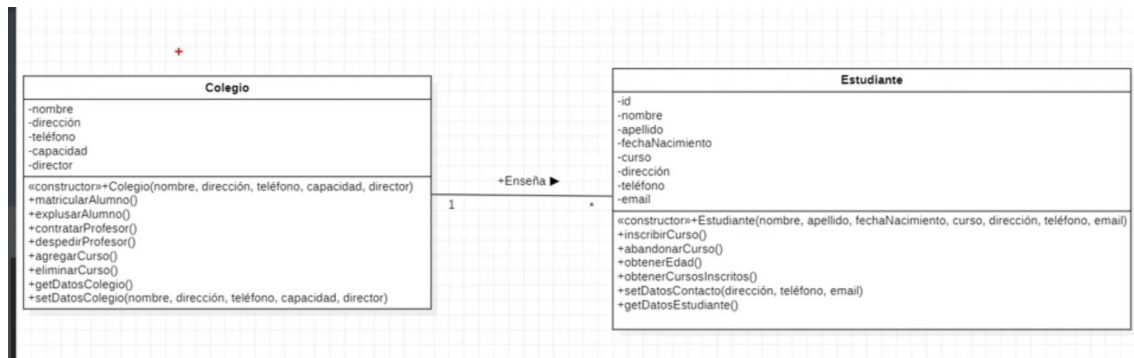 Colegio
-nombre
-dirección
-teléfono
-capacidad
-director
«constructor»+Colegio(nombre, dirección, teléfono, capacidad, director)
+matricularAlumno()
+explusarAlumno()
+contratarProfesor()
+despedirProfesor()
+agregarCurso()
+eliminarCurso()
+getDatosColegio()
+setDatosColegio(nombre, dirección, teléfono, capacidad, director)
+Enseña ▶
1
*
Estudiante
-id
-nombre
-apellido
-fechaNacimiento
-curso
-dirección
-teléfono
-email
«constructor»+Estudiante(nombre, apellido, fechaNacimiento, curso, dirección, teléfono, email)
+inscribirCurso()
+abandonarCurso()
+obtenerEdad()
+obtenerCursosInscritos()
+setDatosContacto(dirección, teléfono, email)
+getDatosEstudiante()